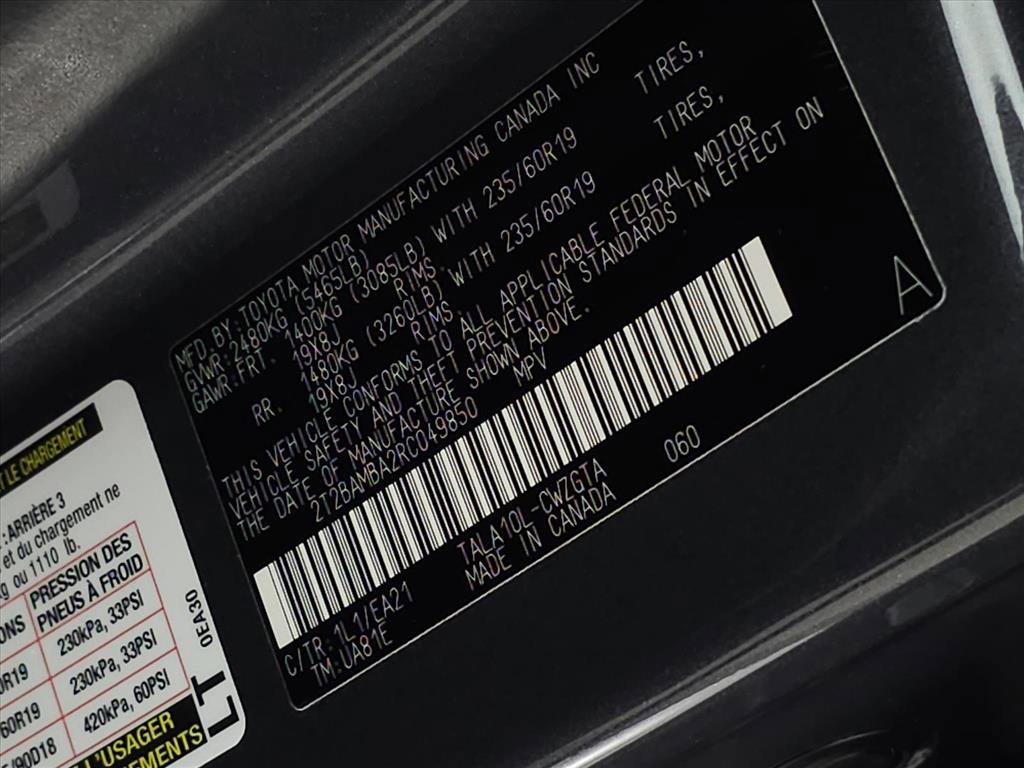 MFD. BY: TOYOTA MOTOR MANUFACTURING CANADA INC
GVWR: 2480KG (5465LB)
GAWR: FRT. 1400KG (3085LB) WITH 235/60R19 TIRES,
19X8J RIMS
RR. 1480KG (3260LB) WITH 235/60R19 TIRES,
19X8J RIMS
THIS VEHICLE CONFORMS TO ALL APPLICABLE FEDERAL MOTOR
VEHICLE SAFETY AND THEFT PREVENTION STANDARDS IN EFFECT ON
THE DATE OF MANUFACTURE SHOWN ABOVE.
2T2BAMBA2RC049850 MPV
C/TR: 1L1/EA21 TALA10L-CWZGTA 060
TM: UA81E MADE IN CANADA
A
T LE CHARGEMENT
: ARRIÈRE 3
et du chargement ne
kg ou 1110 lb.
PRESSION DES
PNEUS À FROID
0R19 230kPa, 33PSI
60R19 230kPa, 33PSI
/90D18 420kPa, 60PSI
L'USAGER
0EA30
LT